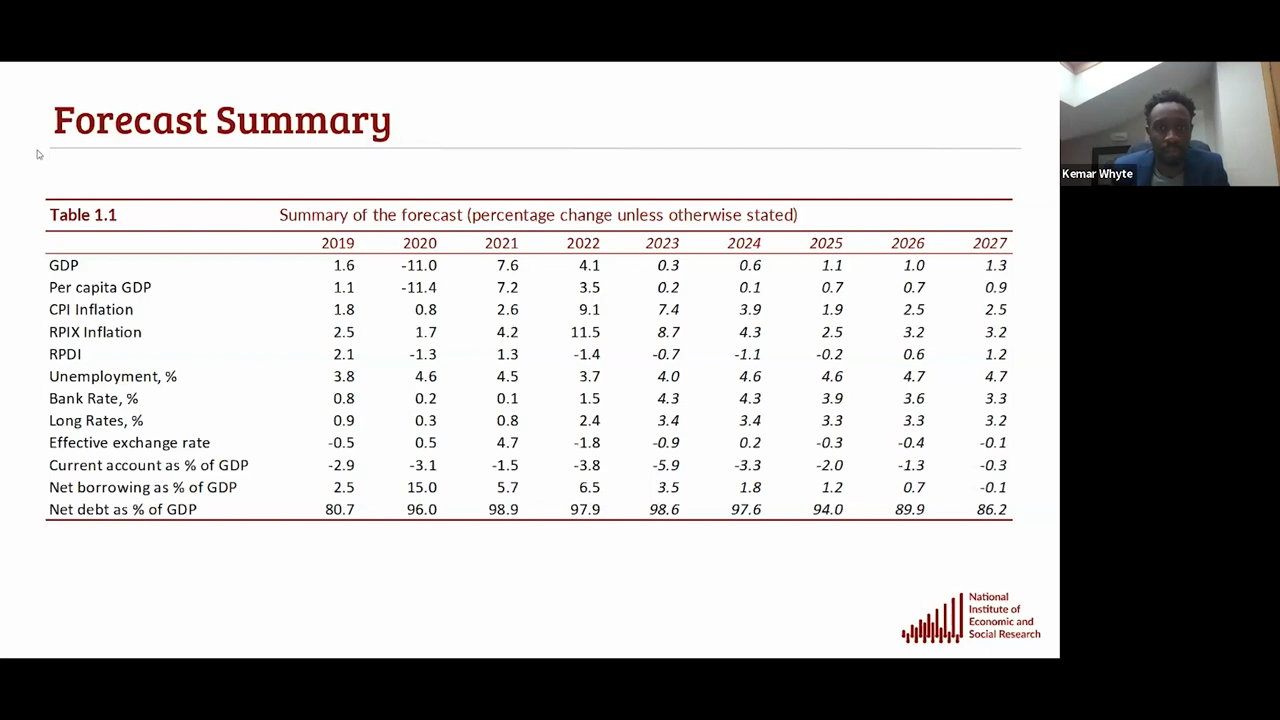 Forecast Summary
Kemar Whyte
Table 1.1 Summary of the forecast (percentage change unless otherwise stated)
2019 2020 2021 2022 2023 2024 2025 2026 2027
GDP 1.6 -11.0 7.6 4.1 0.3 0.6 1.1 1.0 1.3
Per capita GDP 1.1 -11.4 7.2 3.5 0.2 0.1 0.7 0.7 0.9
CPI Inflation 1.8 0.8 2.6 9.1 7.4 3.9 1.9 2.5 2.5
RPIX Inflation 2.5 1.7 4.2 11.5 8.7 4.3 2.5 3.2 3.2
RPDI 2.1 -1.3 1.3 -1.4 -0.7 -1.1 -0.2 0.6 1.2
Unemployment, % 3.8 4.6 4.5 3.7 4.0 4.6 4.6 4.7 4.7
Bank Rate, % 0.8 0.2 0.1 1.5 4.3 4.3 3.9 3.6 3.3
Long Rates, % 0.9 0.3 0.8 2.4 3.4 3.4 3.3 3.3 3.2
Effective exchange rate -0.5 0.5 4.7 -1.8 -0.9 0.2 -0.3 -0.4 -0.1
Current account as % of GDP -2.9 -3.1 -1.5 -3.8 -5.9 -3.3 -2.0 -1.3 -0.3
Net borrowing as % of GDP 2.5 15.0 5.7 6.5 3.5 1.8 1.2 0.7 -0.1
Net debt as % of GDP 80.7 96.0 98.9 97.9 98.6 97.6 94.0 89.9 86.2
National
Institute of
Economic and
Social Research